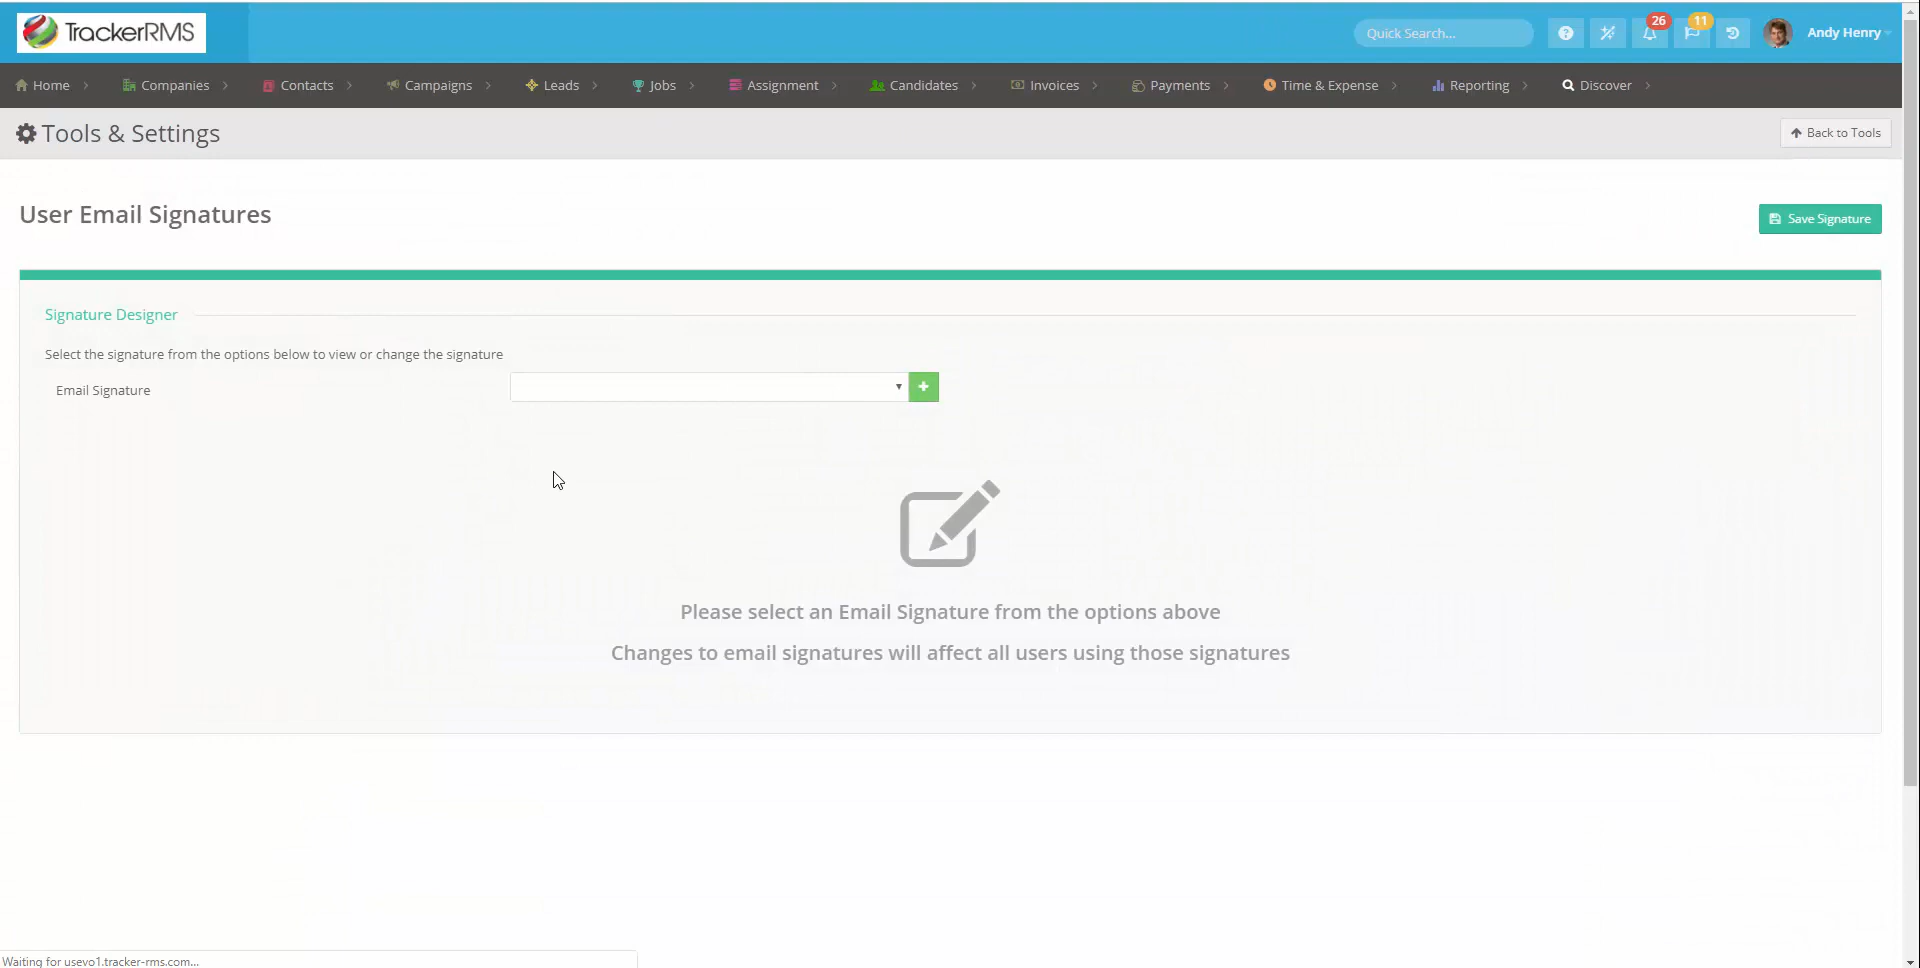 TrackerRMS
Quick Search...
26
11
Andy Henry
Home
Companies
Contacts
Campaigns
Leads
Jobs
Assignment
Candidates
Invoices
Payments
Time & Expense
Reporting
Discover
Tools & Settings
Back to Tools
User Email Signatures
Save Signature
Signature Designer
Select the signature from the options below to view or change the signature
Email Signature
Please select an Email Signature from the options above
Changes to email signatures will affect all users using those signatures
Waiting for usevo1.tracker-rms.com...